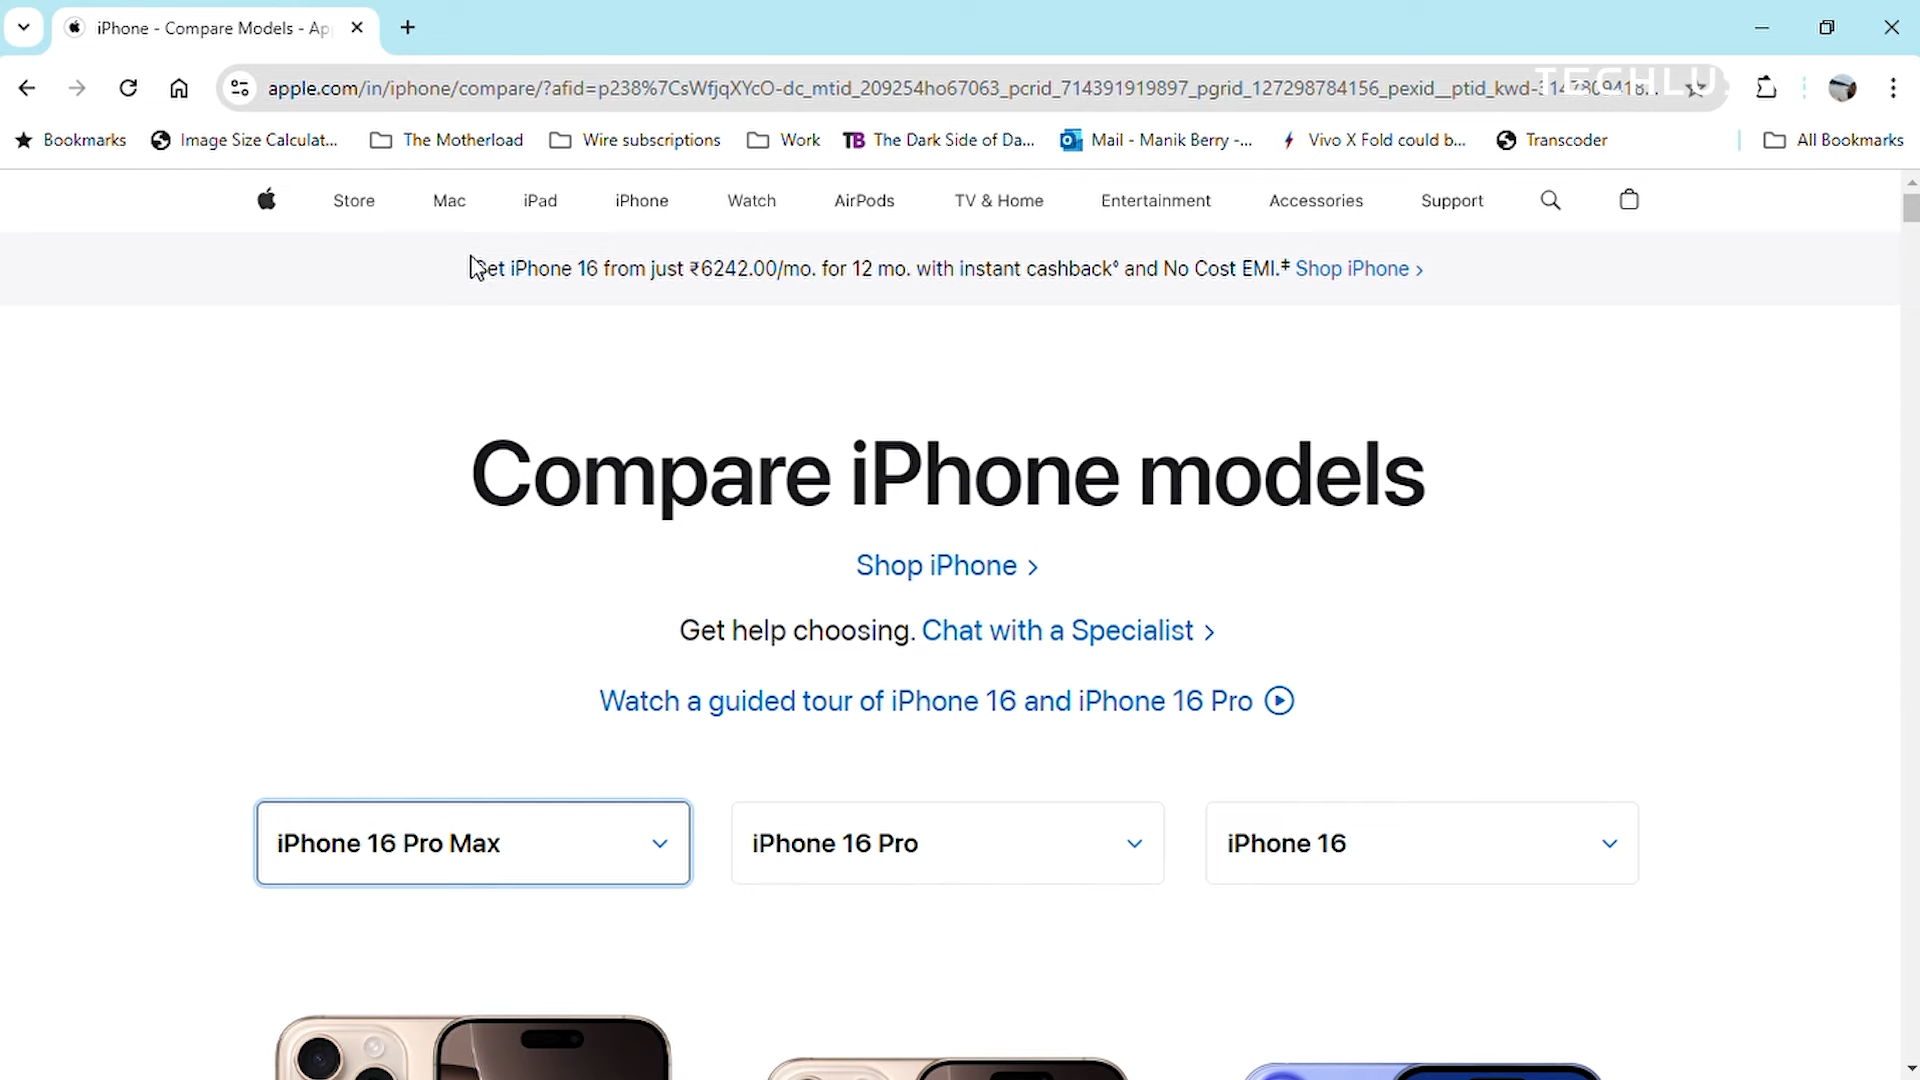 iPhone - Compare Models - Ap
apple.com/in/iphone/compare/?afid=p238%7CsWfjqXYcO-dc_mtid_209254ho67063_pcrid_714391919897_pgrid_127298784156_pexid__ptid_kwd-
TECHLU
Bookmarks
Image Size Calculat...
The Motherload
Wire subscriptions
Work
TB The Dark Side of Da...
Mail - Manik Berry -...
Vivo X Fold could b...
Transcoder
All Bookmarks
Store Mac iPad iPhone Watch AirPods TV & Home Entertainment Accessories Support
Get iPhone 16 from just ₹6242.00/mo. for 12 mo. with instant cashback◊ and No Cost EMI.‡ Shop iPhone >
Compare iPhone models
Shop iPhone >
Get help choosing. Chat with a Specialist >
Watch a guided tour of iPhone 16 and iPhone 16 Pro
iPhone 16 Pro Max
iPhone 16 Pro
iPhone 16